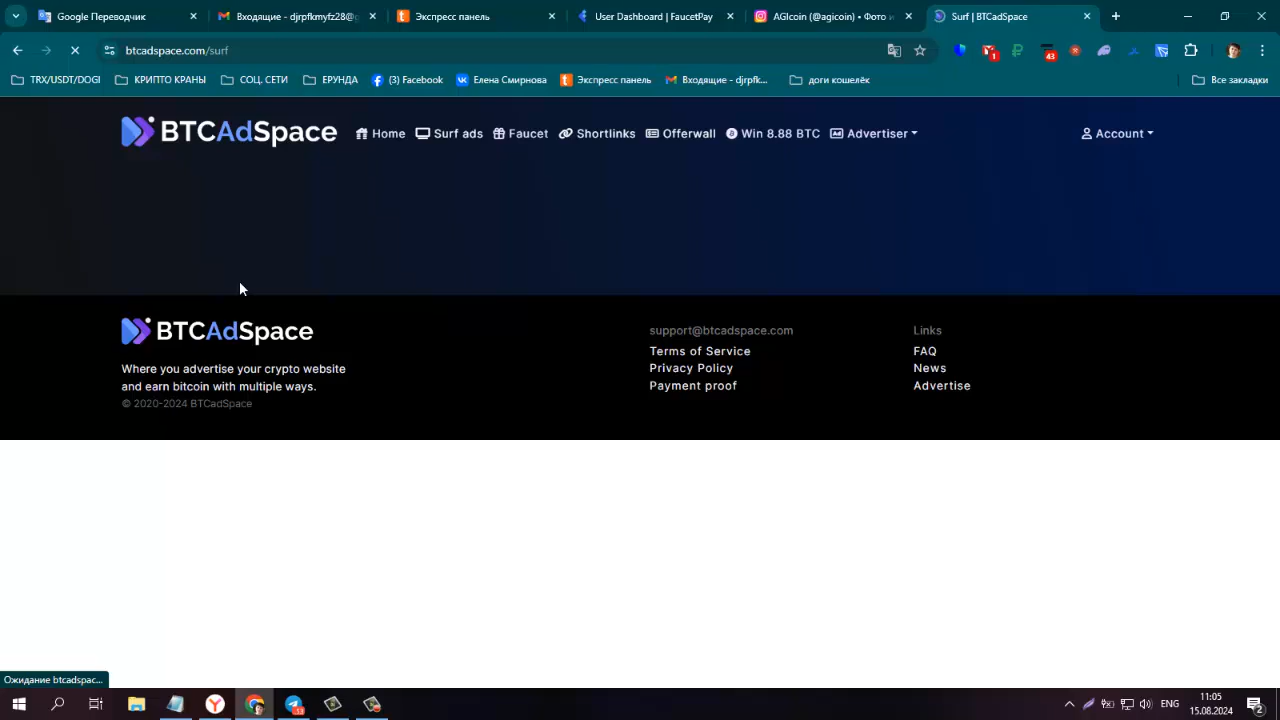 Google Переводчик
Входящие - djrpfkmyfz28@g
Экспресс панель
User Dashboard | FaucetPay
AGIcoin (@agicoin) • Фото и
Surf | BTCAdSpace
btcadspace.com/surf
1
43
TRX/USDT/DOGI
КРИПТО КРАНЫ
СОЦ. СЕТИ
ЕРУНДА
(3) Facebook
Елена Смирнова
Экспресс панель
Входящие - djrpfk...
доги кошелёк
Все закладки
BTCAdSpace
Home
Surf ads
Faucet
Shortlinks
Offerwall
Win 8.88 BTC
Advertiser
Account
BTCAdSpace
Where you advertise your crypto website
and earn bitcoin with multiple ways.
© 2020-2024 BTCadSpace
support@btcadspace.com
Terms of Service
Privacy Policy
Payment proof
Links
FAQ
News
Advertise
Ожидание btcadspac...
ENG
11:05
15.08.2024
2